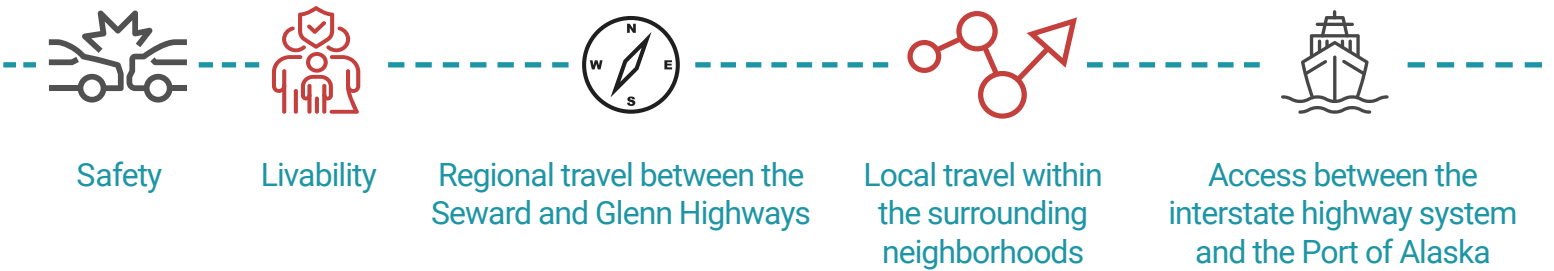 N
W E
S
Safety
Livability
Regional travel between the
Seward and Glenn Highways
Local travel within
the surrounding
neighborhoods
Access between the
interstate highway system
and the Port of Alaska